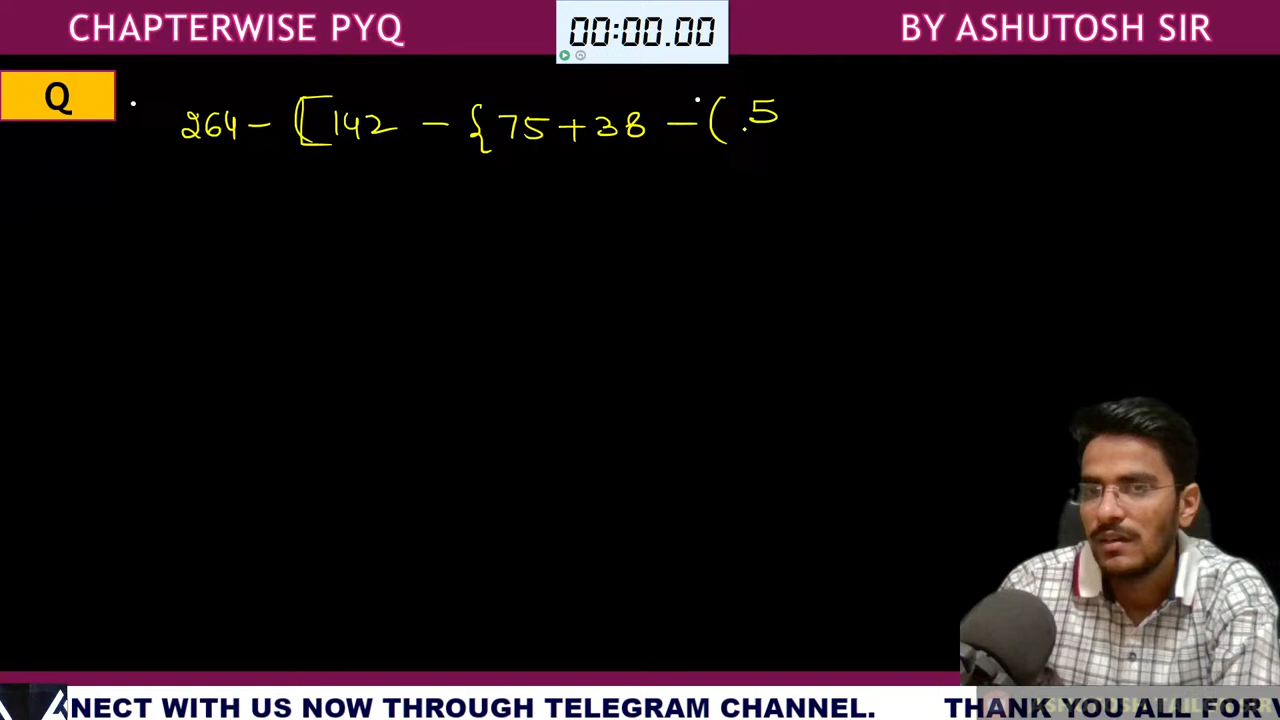 CHAPTERWISE PYQ
00:00.00
BY ASHUTOSH SIR
Q
264 - [142 - {75 + 38 - (.5
NECT WITH US NOW THROUGH TELEGRAM CHANNEL. THANK YOU ALL FOR